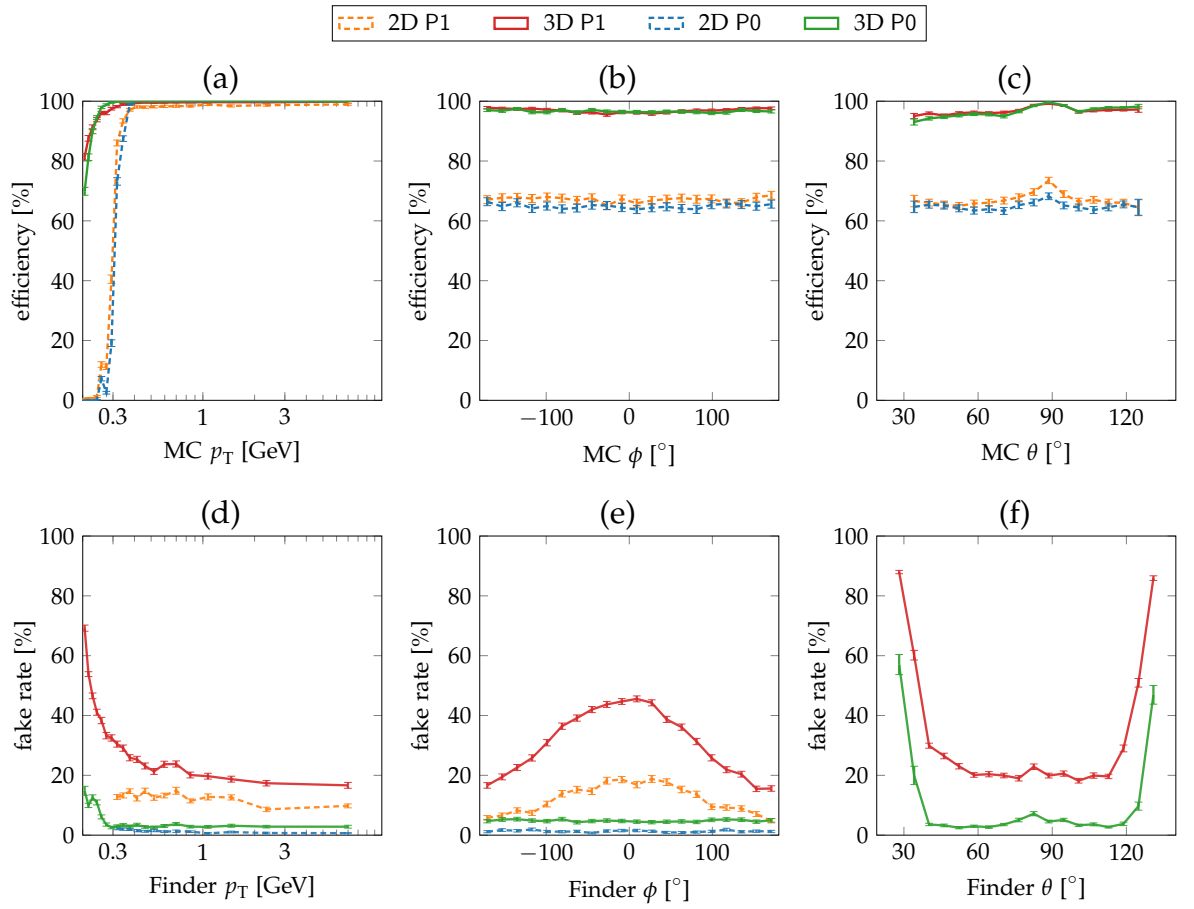 2D P1 3D P1 2D P0 3D P0
(a) (b) (c)
efficiency [%]
100
80
60
40
20
0
0.3 1 3
MC p_T [GeV]
efficiency [%]
100
80
60
40
20
0
−100 0 100
MC ϕ [°]
efficiency [%]
100
80
60
40
20
0
30 60 90 120
MC θ [°]
(d) (e) (f)
fake rate [%]
100
80
60
40
20
0
0.3 1 3
Finder p_T [GeV]
fake rate [%]
100
80
60
40
20
0
−100 0 100
Finder ϕ [°]
fake rate [%]
100
80
60
40
20
0
30 60 90 120
Finder θ [°]